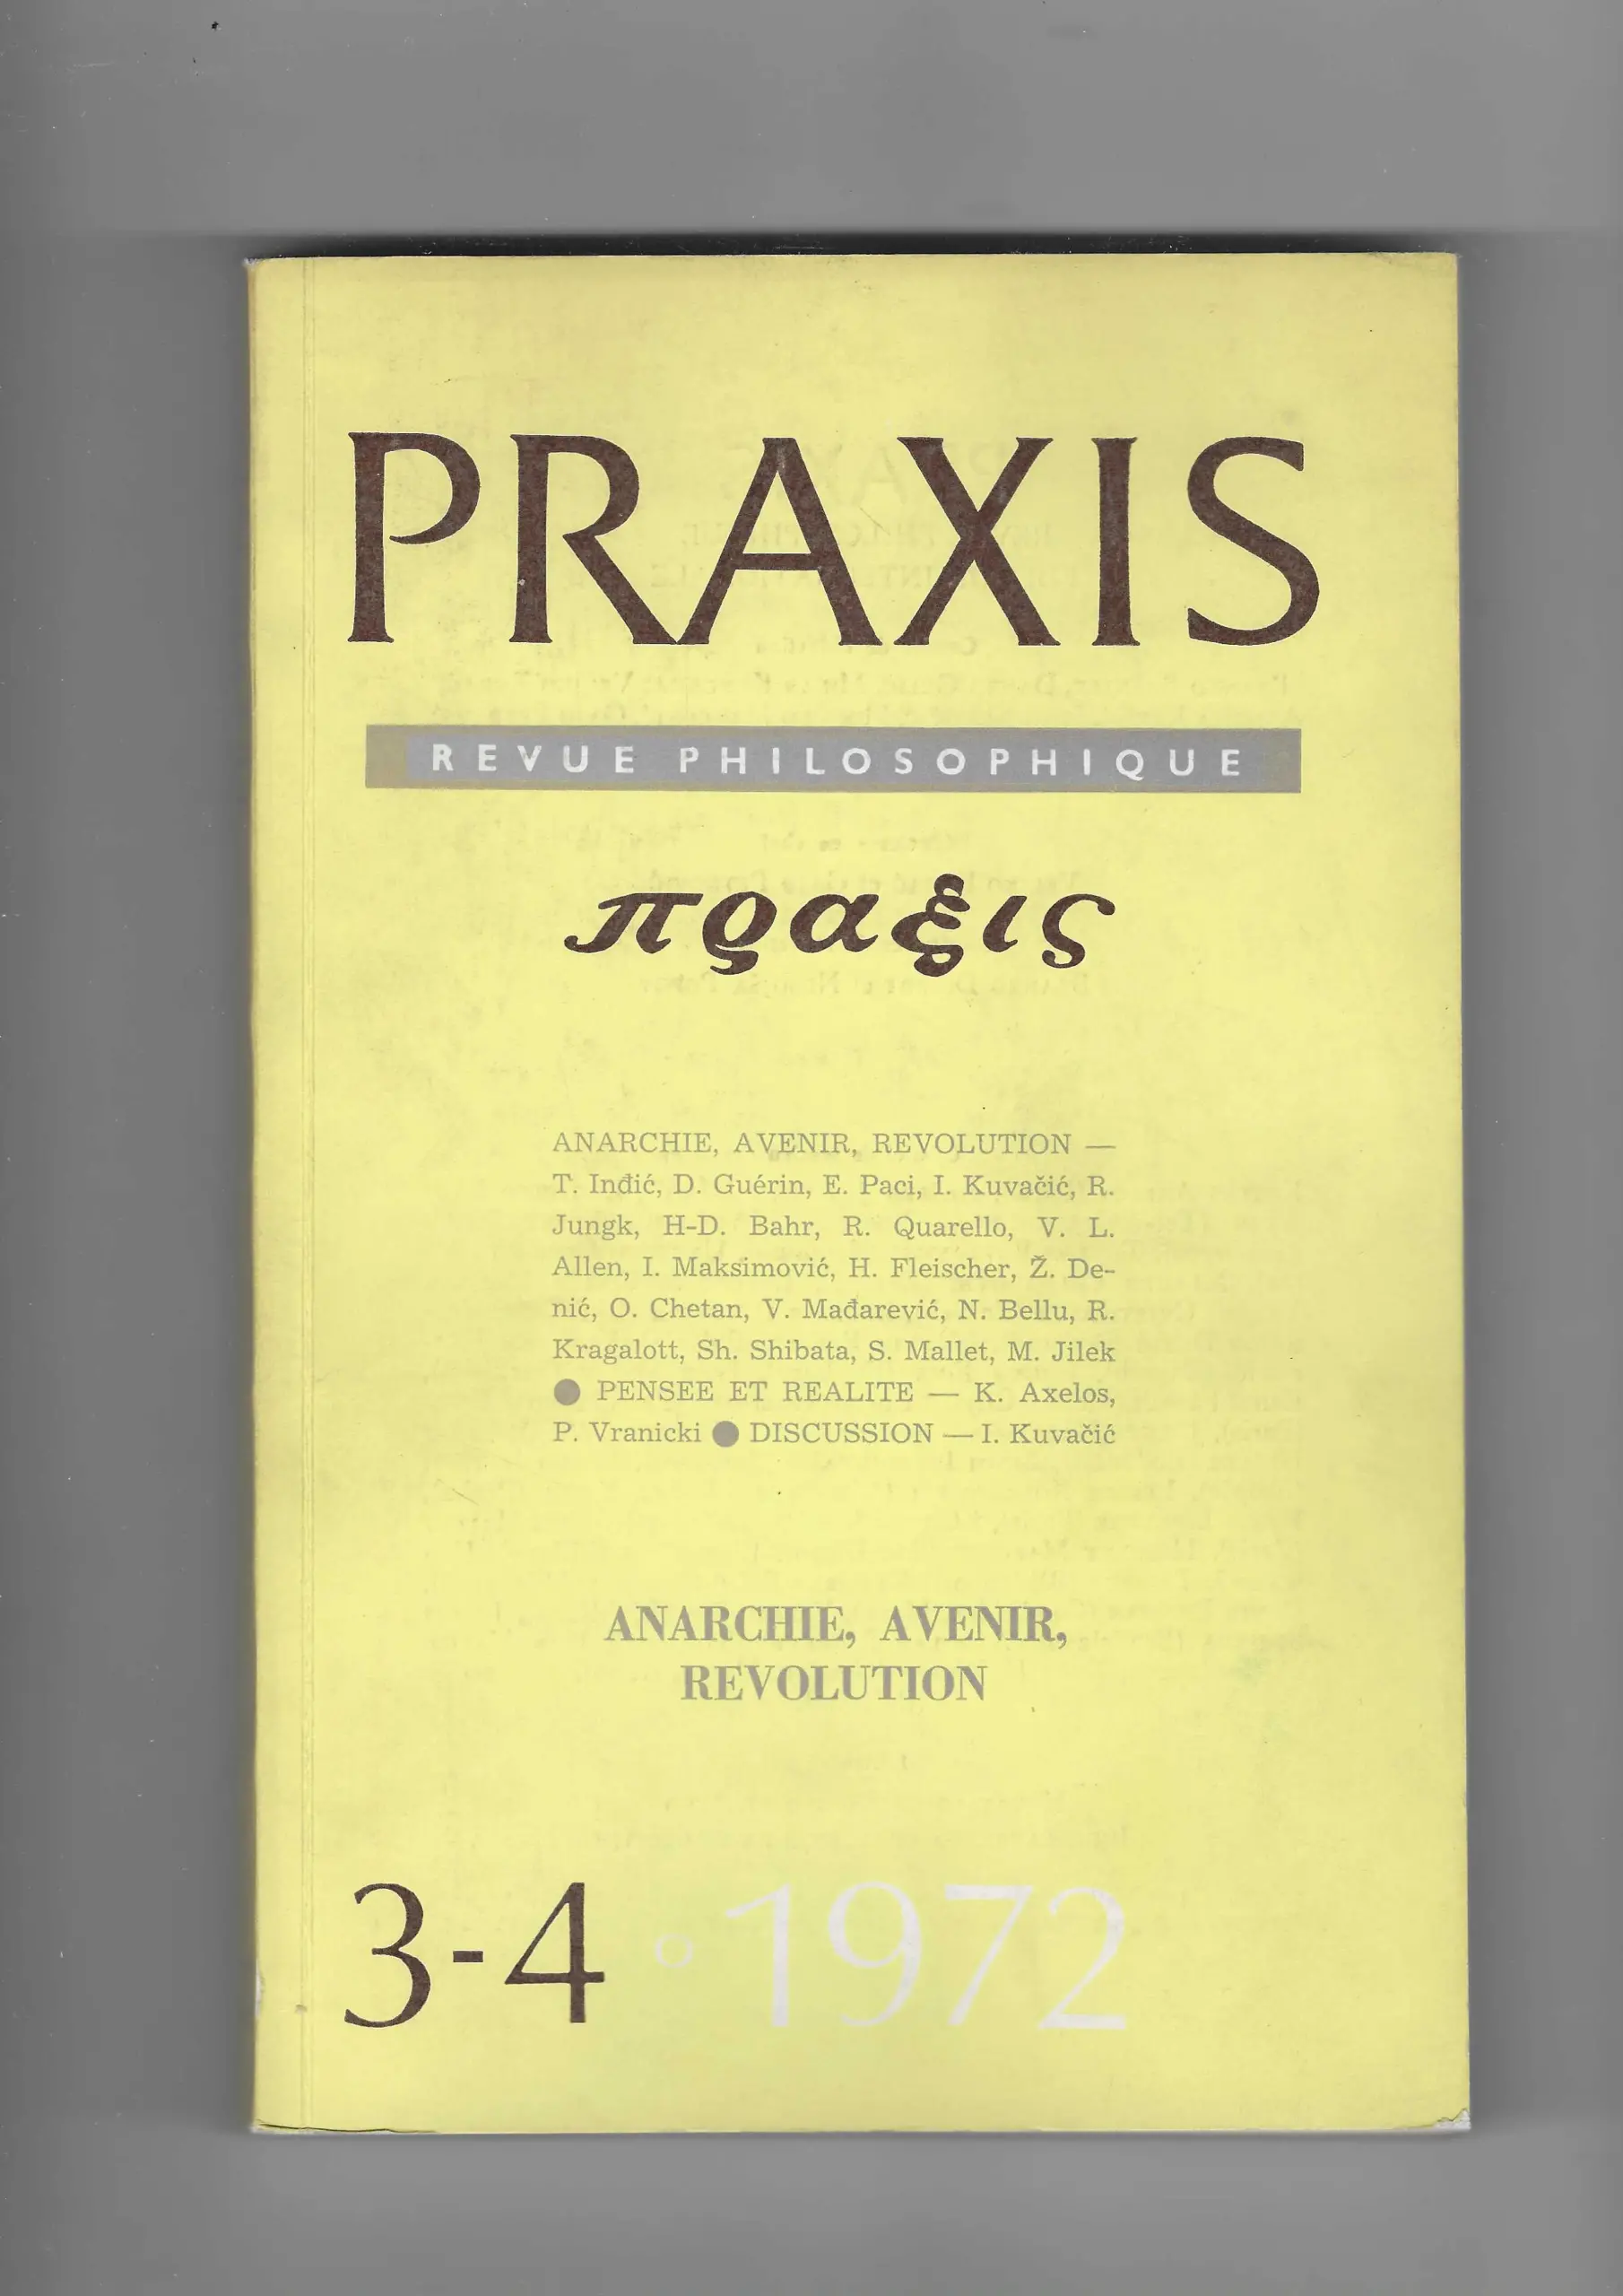 PRAXIS
REVUE PHILOSOPHIQUE
πραξις
ANARCHIE, AVENIR, REVOLUTION —
T. Inđić, D. Guérin, E. Paci, I. Kuvačić, R.
Jungk, H-D. Bahr, R. Quarello, V. L.
Allen, I. Maksimović, H. Fleischer, Ž. De-
nić, O. Chetan, V. Mađarević, N. Bellu, R.
Kragalott, Sh. Shibata, S. Mallet, M. Jilek
● PENSEE ET REALITE — K. Axelos,
P. Vranicki ● DISCUSSION — I. Kuvačić
ANARCHIE, AVENIR,
REVOLUTION
3-4 ○ 1972